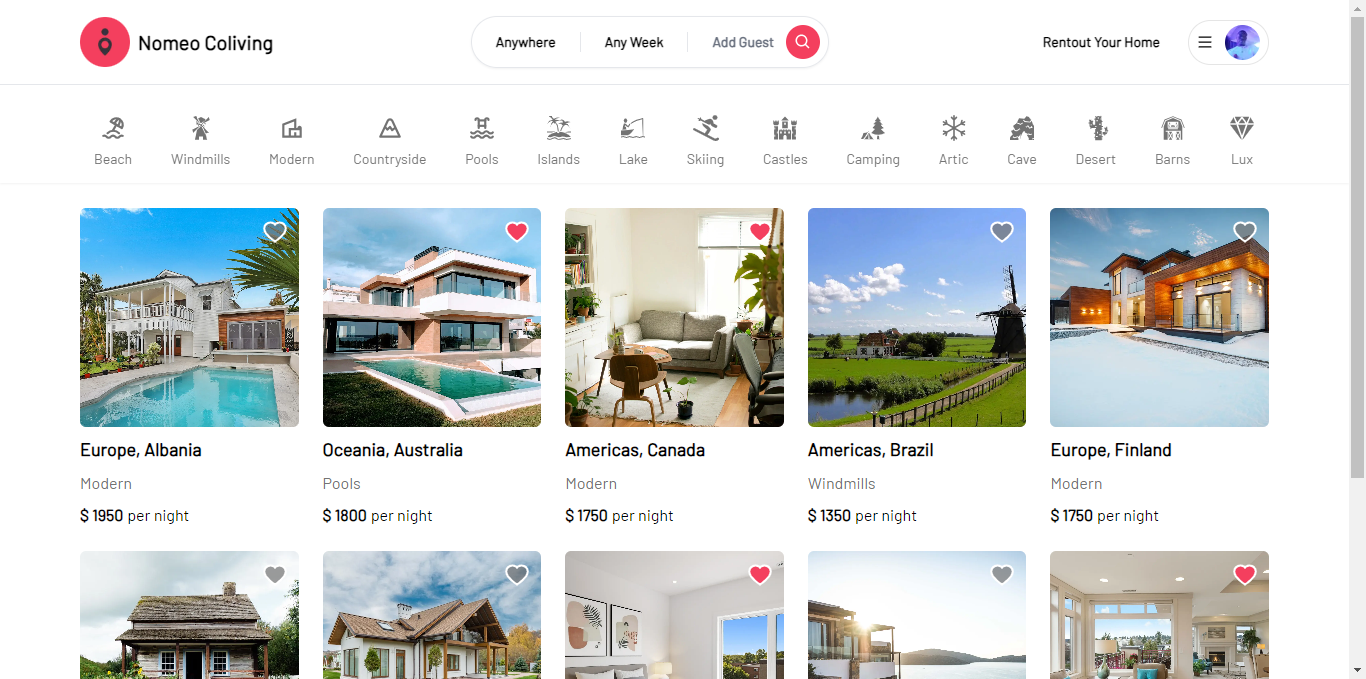 Nomeo Coliving
Anywhere
Any Week
Add Guest
Rentout Your Home
Beach
Windmills
Modern
Countryside
Pools
Islands
Lake
Skiing
Castles
Camping
Artic
Cave
Desert
Barns
Lux
Europe, Albania
Modern
$ 1950 per night
Oceania, Australia
Pools
$ 1800 per night
Americas, Canada
Modern
$ 1750 per night
Americas, Brazil
Windmills
$ 1350 per night
Europe, Finland
Modern
$ 1750 per night